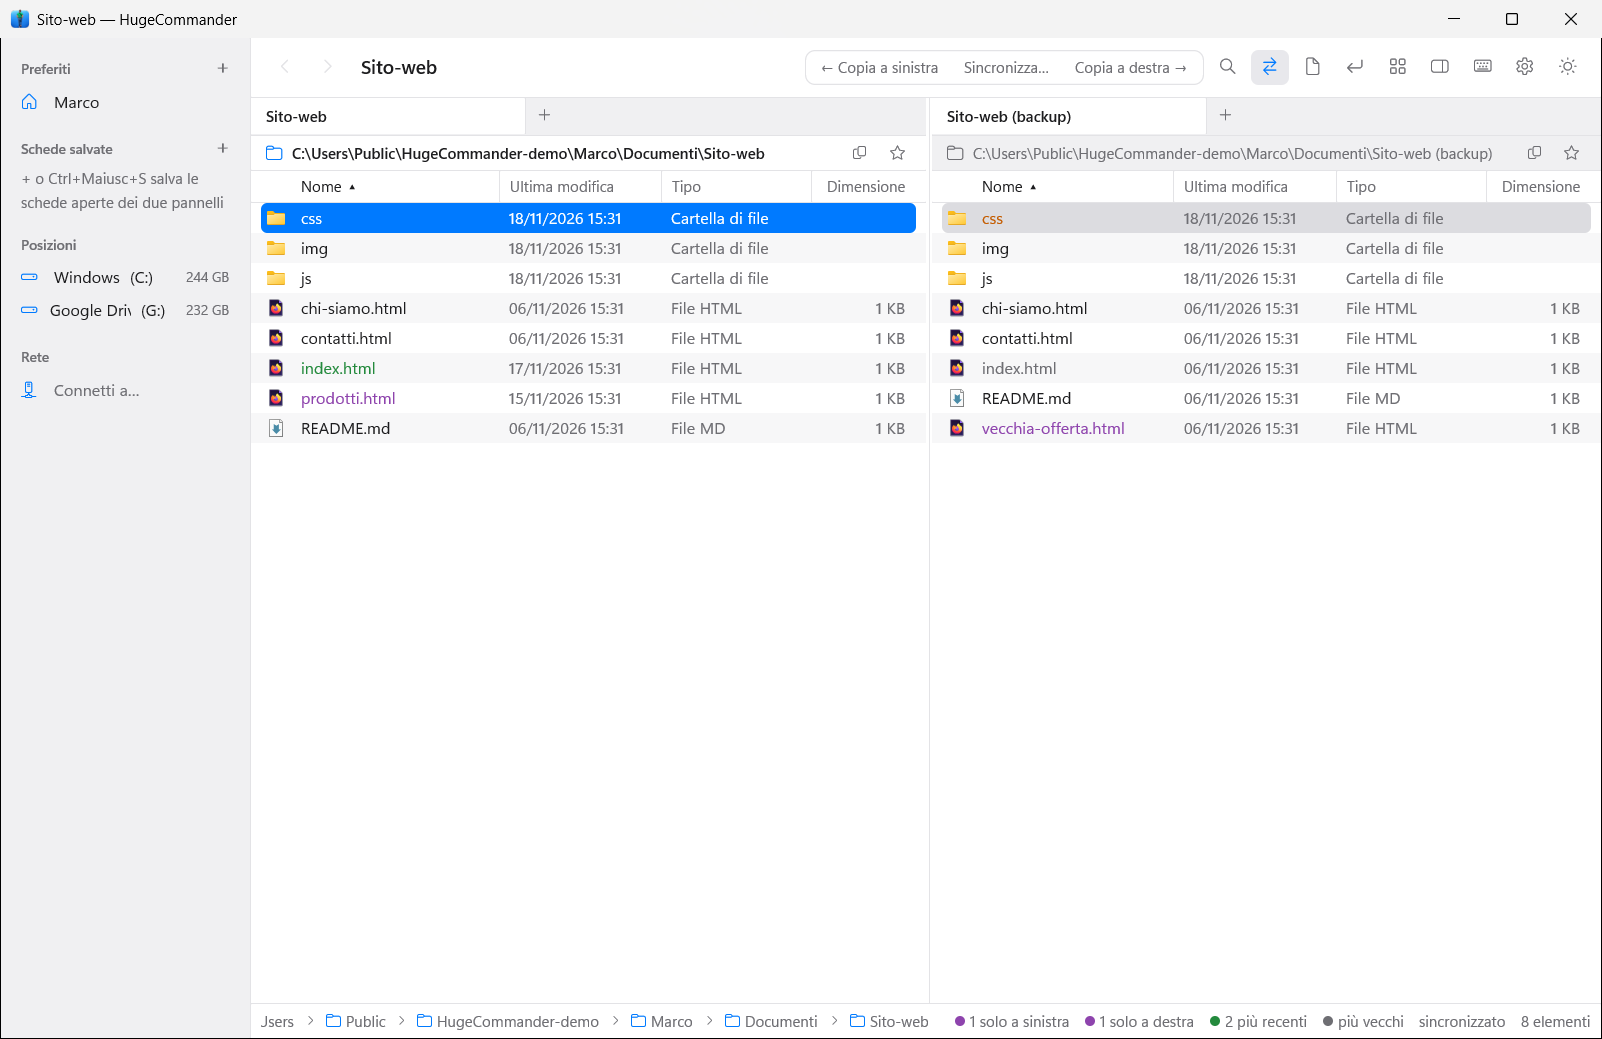 Sito-web — HugeCommander
Preferiti +
Marco
Schede salvate +
+ o Ctrl+Maiusc+S salva le
schede aperte dei due pannelli
Posizioni
Windows (C:) 244 GB
Google Driv (G:) 232 GB
Rete
Connetti a...
Sito-web
← Copia a sinistra Sincronizza... Copia a destra →
Sito-web +
C:\Users\Public\HugeCommander-demo\Marco\Documenti\Sito-web
Nome ▲ Ultima modifica Tipo Dimensione
css 18/11/2026 15:31 Cartella di file
img 18/11/2026 15:31 Cartella di file
js 18/11/2026 15:31 Cartella di file
chi-siamo.html 06/11/2026 15:31 File HTML 1 KB
contatti.html 06/11/2026 15:31 File HTML 1 KB
index.html 17/11/2026 15:31 File HTML 1 KB
prodotti.html 15/11/2026 15:31 File HTML 1 KB
README.md 06/11/2026 15:31 File MD 1 KB
Sito-web (backup) +
C:\Users\Public\HugeCommander-demo\Marco\Documenti\Sito-web (backup)
Nome ▲ Ultima modifica Tipo Dimensione
css 18/11/2026 15:31 Cartella di file
img 18/11/2026 15:31 Cartella di file
js 18/11/2026 15:31 Cartella di file
chi-siamo.html 06/11/2026 15:31 File HTML 1 KB
contatti.html 06/11/2026 15:31 File HTML 1 KB
index.html 06/11/2026 15:31 File HTML 1 KB
README.md 06/11/2026 15:31 File MD 1 KB
vecchia-offerta.html 06/11/2026 15:31 File HTML 1 KB
Jsers > Public > HugeCommander-demo > Marco > Documenti > Sito-web
1 solo a sinistra 1 solo a destra 2 più recenti più vecchi sincronizzato 8 elementi